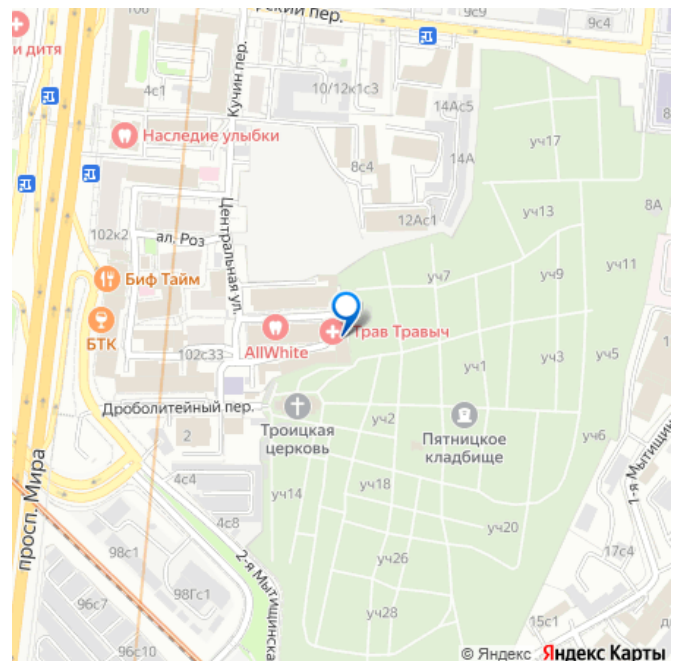 рский пер.
9с9
9с4
10б
и дитя
4с1
Кучин пер.
10/12к1с3
14Ас5
уч17
Наследие улыбки
8с4
14А
8А
12Ас1
уч13
Центральная ул.
102к2
ал. Роз
уч7
уч9
уч11
Биф Тайм
БТК
AllWhite
Трав Травыч
102с33
уч1
уч3
уч5
Дроболитейный пер.
2
Троицкая
церковь
уч2
Пятницкое
кладбище
уч6
просп. Мира
4с4
уч14
уч18
1-я Мытищин
4с8
уч20
98с1
2-я Мытищинска
уч26
17с4
98Гс1
96с7
уч28
15с1
96с10
© Яндекс Яндекс Карты